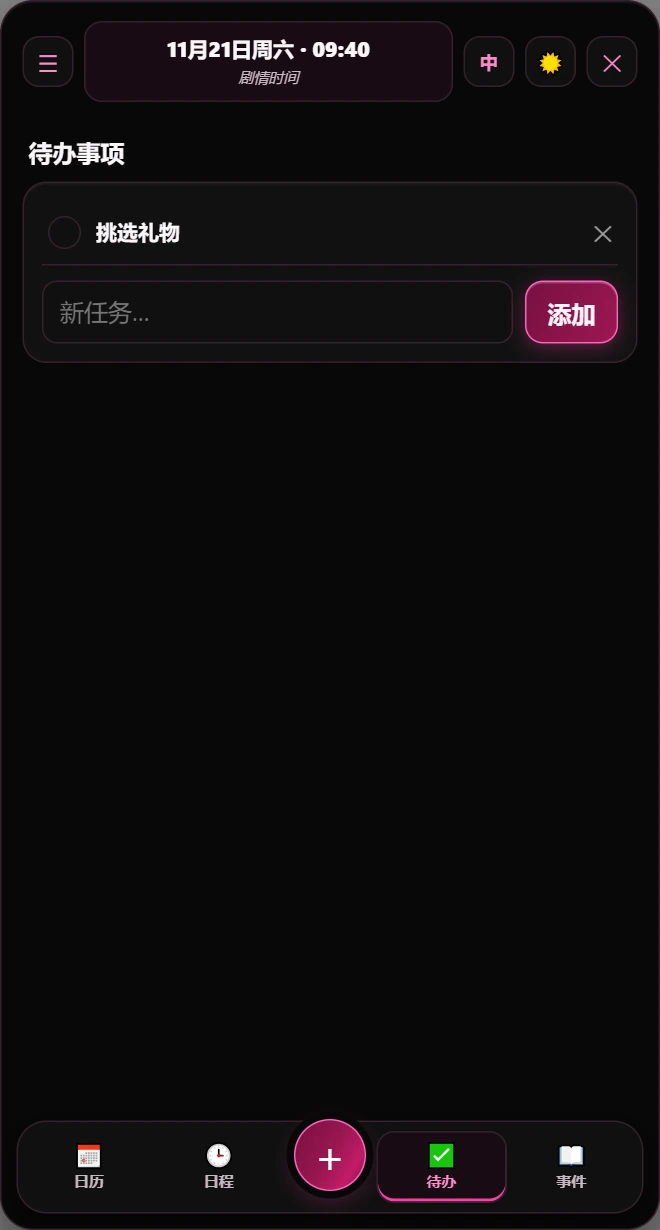 ☰
11月21日周六 · 09:40
剧情时间
中
待办事项
挑选礼物
新任务...
添加
日历
日程
+
待办
事件